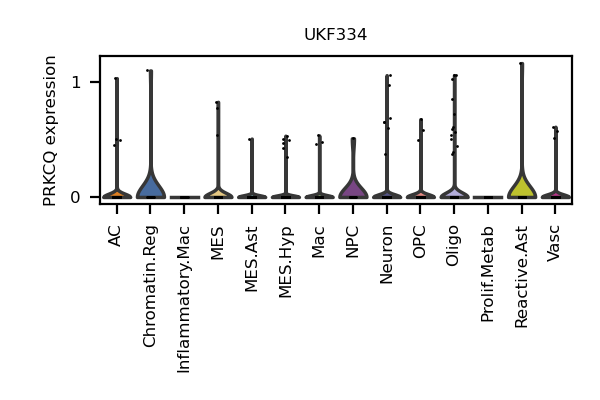 UKF334
PRKCQ expression
1
0
AC
Chromatin.Reg
Inflammatory.Mac
MES
MES.Ast
MES.Hyp
Mac
NPC
Neuron
OPC
Oligo
Prolif.Metab
Reactive.Ast
Vasc